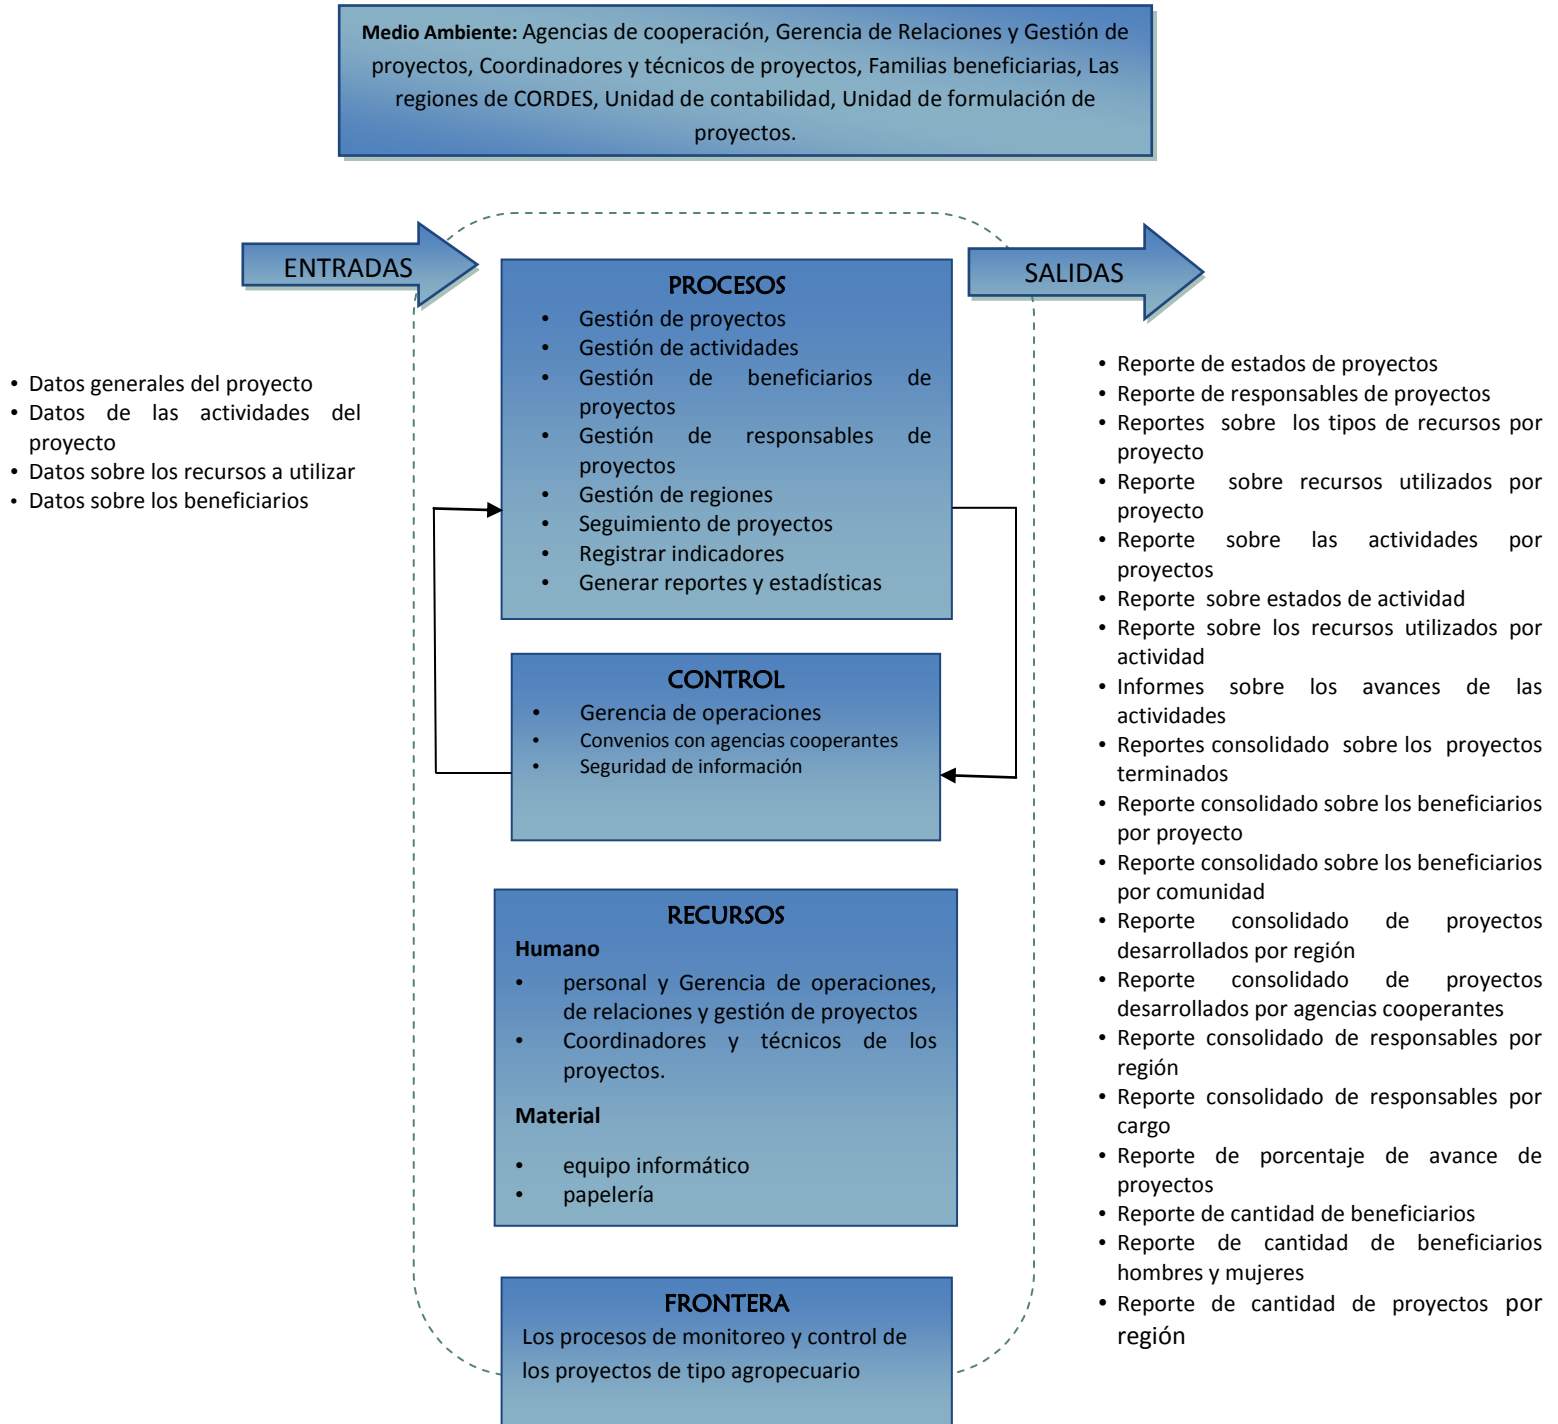 Medio Ambiente: Agencias de cooperación, Gerencia de Relaciones y Gestión de
proyectos, Coordinadores y técnicos de proyectos, Familias beneficiarias, Las
regiones de CORDES, Unidad de contabilidad, Unidad de formulación de
proyectos.
ENTRADAS
• Datos generales del proyecto
• Datos de las actividades del
proyecto
• Datos sobre los recursos a utilizar
• Datos sobre los beneficiarios
PROCESOS
• Gestión de proyectos
• Gestión de actividades
• Gestión de beneficiarios de
proyectos
• Gestión de responsables de
proyectos
• Gestión de regiones
• Seguimiento de proyectos
• Registrar indicadores
• Generar reportes y estadísticas
CONTROL
• Gerencia de operaciones
• Convenios con agencias cooperantes
• Seguridad de información
RECURSOS
Humano
• personal y Gerencia de operaciones,
de relaciones y gestión de proyectos
• Coordinadores y técnicos de los
proyectos.
Material
• equipo informático
• papelería
FRONTERA
Los procesos de monitoreo y control de
los proyectos de tipo agropecuario
SALIDAS
• Reporte de estados de proyectos
• Reporte de responsables de proyectos
• Reportes sobre los tipos de recursos por
proyecto
• Reporte sobre recursos utilizados por
proyecto
• Reporte sobre las actividades por
proyectos
• Reporte sobre estados de actividad
• Reporte sobre los recursos utilizados por
actividad
• Informes sobre los avances de las
actividades
• Reportes consolidado sobre los proyectos
terminados
• Reporte consolidado sobre los beneficiarios
por proyecto
• Reporte consolidado sobre los beneficiarios
por comunidad
• Reporte consolidado de proyectos
desarrollados por región
• Reporte consolidado de proyectos
desarrollados por agencias cooperantes
• Reporte consolidado de responsables por
región
• Reporte consolidado de responsables por
cargo
• Reporte de porcentaje de avance de
proyectos
• Reporte de cantidad de beneficiarios
• Reporte de cantidad de beneficiarios
hombres y mujeres
• Reporte de cantidad de proyectos por
región